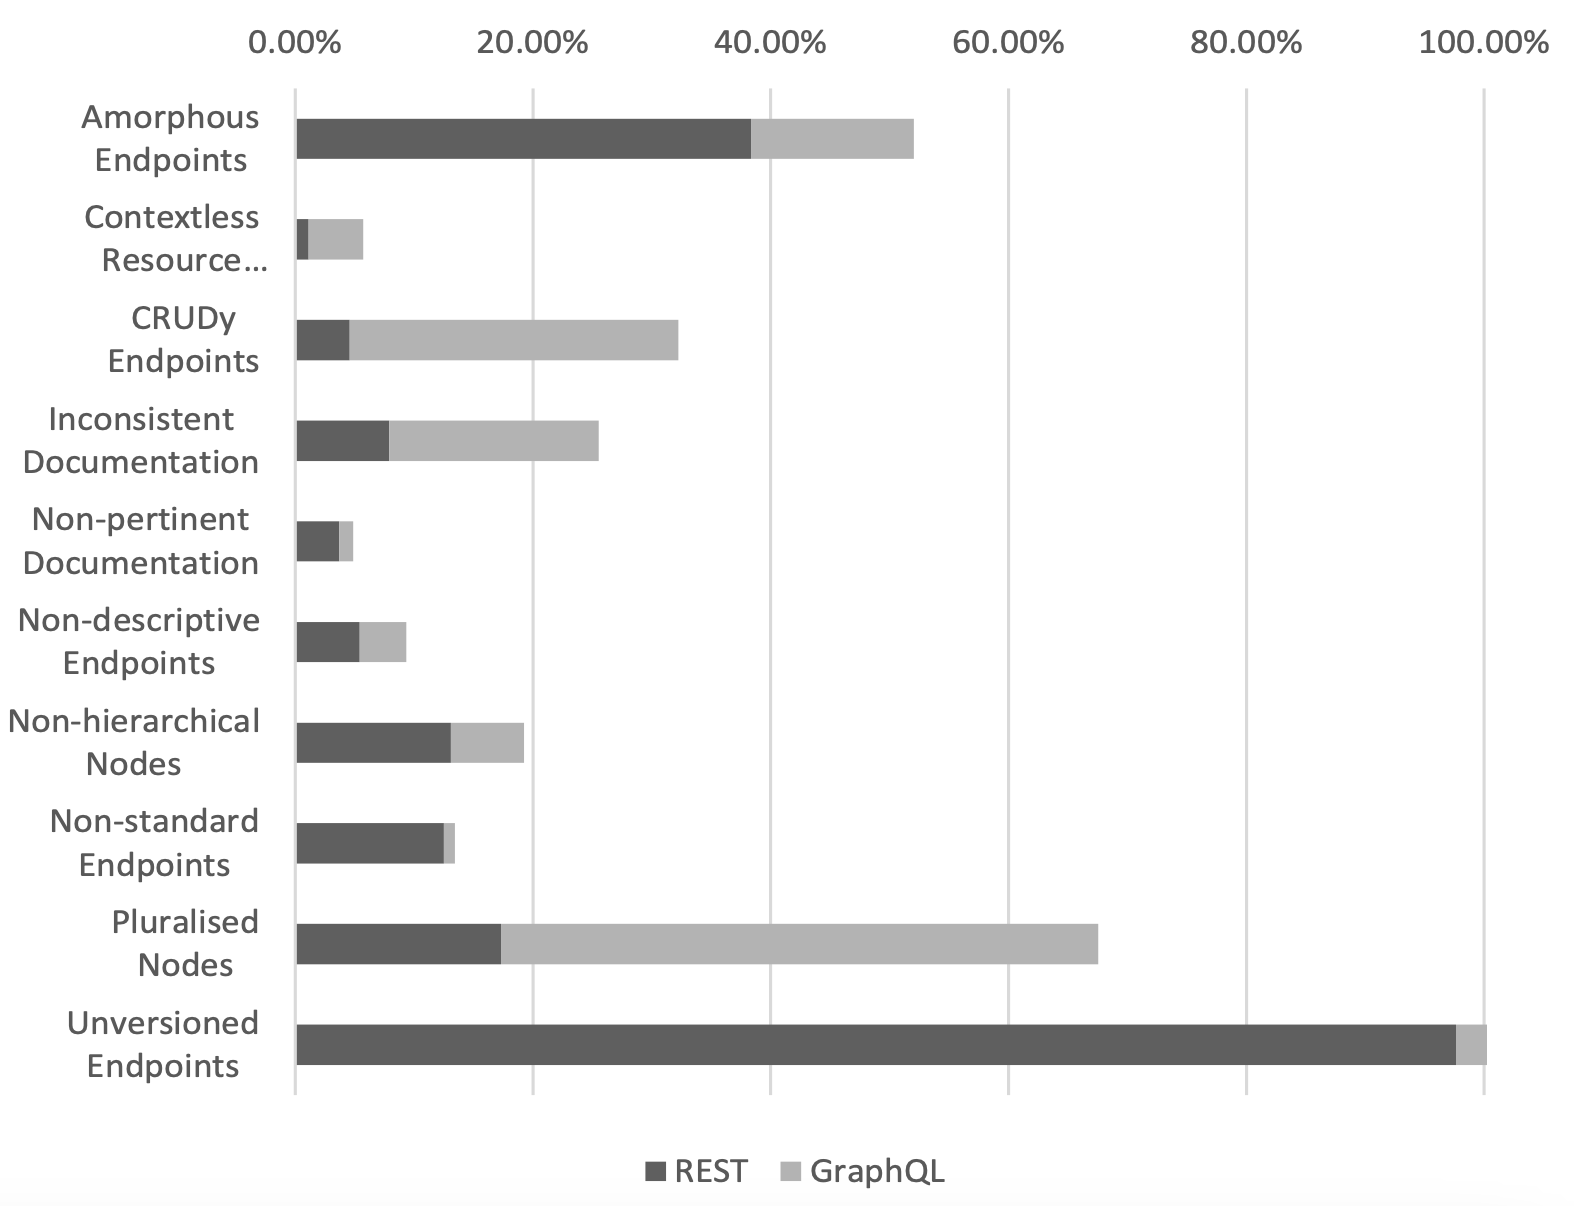 0.00% 20.00% 40.00% 60.00% 80.00% 100.00%
Amorphous
Endpoints
Contextless
Resource...
CRUDy
Endpoints
Inconsistent
Documentation
Non-pertinent
Documentation
Non-descriptive
Endpoints
Non-hierarchical
Nodes
Non-standard
Endpoints
Pluralised
Nodes
Unversioned
Endpoints
REST GraphQL